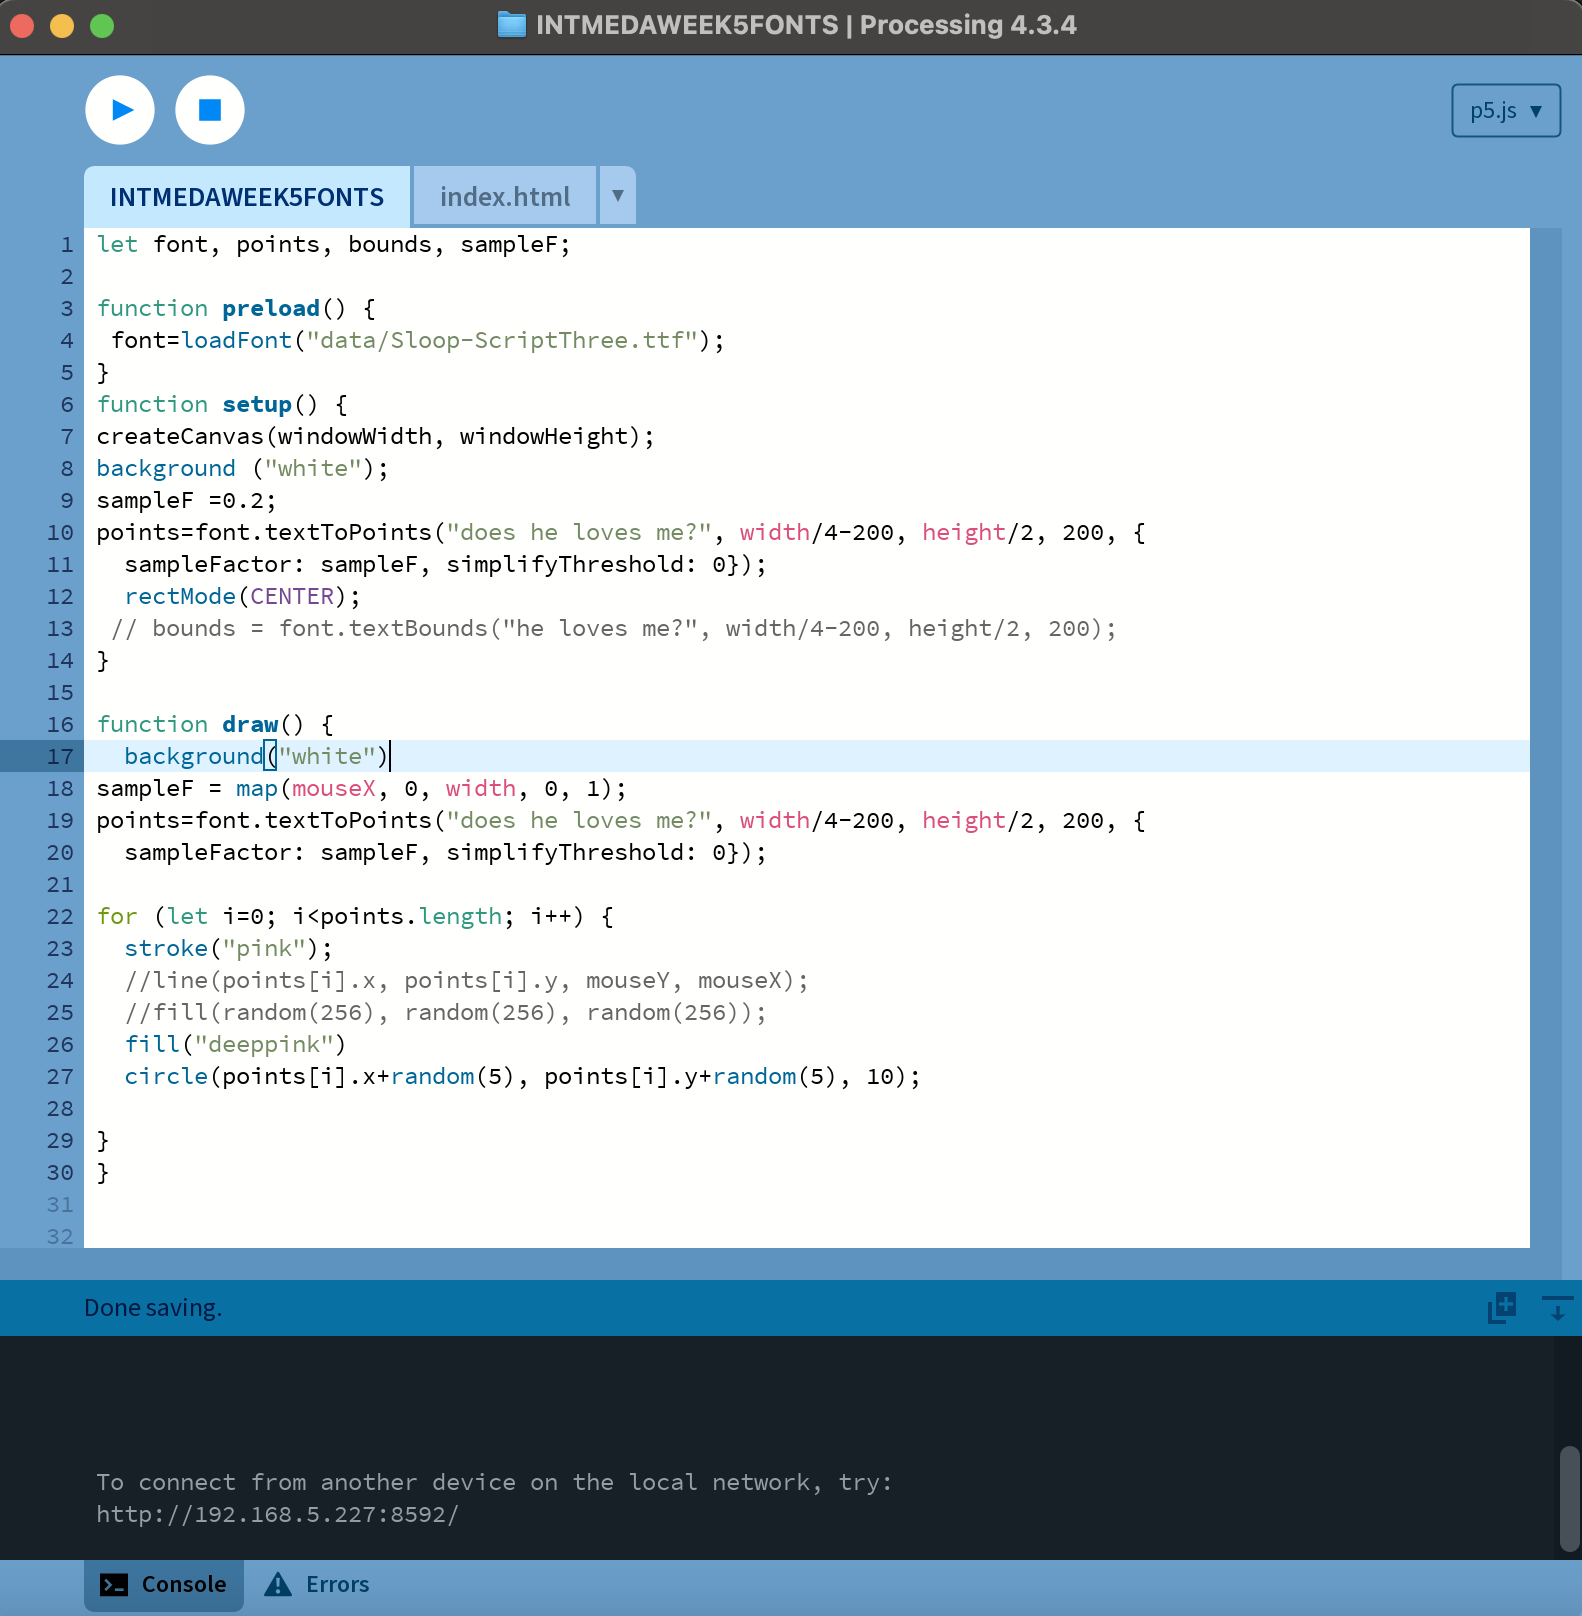 INTMEDAWEEK5FONTS | Processing 4.3.4
p5.js ▼
INTMEDAWEEK5FONTS index.html ▼
1 let font, points, bounds, sampleF;
2
3 function preload() {
4  font=loadFont("data/Sloop-ScriptThree.ttf");
5 }
6 function setup() {
7 createCanvas(windowWidth, windowHeight);
8 background ("white");
9 sampleF =0.2;
10 points=font.textToPoints("does he loves me?", width/4-200, height/2, 200, {
11   sampleFactor: sampleF, simplifyThreshold: 0});
12   rectMode(CENTER);
13  // bounds = font.textBounds("he loves me?", width/4-200, height/2, 200);
14 }
15
16 function draw() {
17   background("white")
18 sampleF = map(mouseX, 0, width, 0, 1);
19 points=font.textToPoints("does he loves me?", width/4-200, height/2, 200, {
20   sampleFactor: sampleF, simplifyThreshold: 0});
21
22 for (let i=0; i<points.length; i++) {
23   stroke("pink");
24   //line(points[i].x, points[i].y, mouseY, mouseX);
25   //fill(random(256), random(256), random(256));
26   fill("deeppink")
27   circle(points[i].x+random(5), points[i].y+random(5), 10);
28
29 }
30 }
31
32
Done saving.
To connect from another device on the local network, try:
http://192.168.5.227:8592/
Console Errors